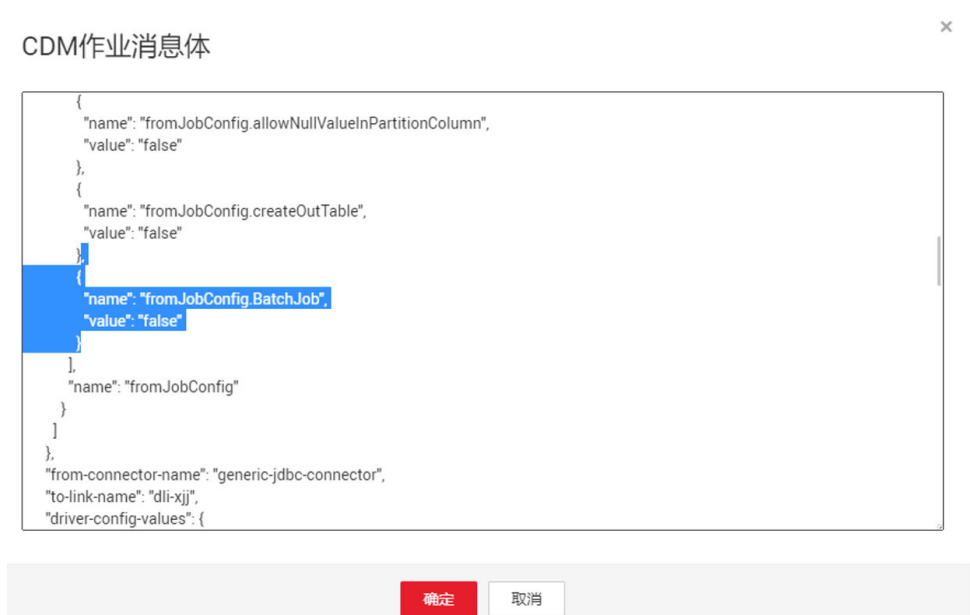 CDM作业消息体
×
{
"name": "fromJobConfig.allowNullValueInPartitionColumn",
"value": "false"
},
{
"name": "fromJobConfig.createOutTable",
"value": "false"
},
{
"name": "fromJobConfig.BatchJob",
"value": "false"
}
],
"name": "fromJobConfig"
}
]
},
"from-connector-name": "generic-jdbc-connector",
"to-link-name": "dli-xjj",
"driver-config-values": {
确定
取消